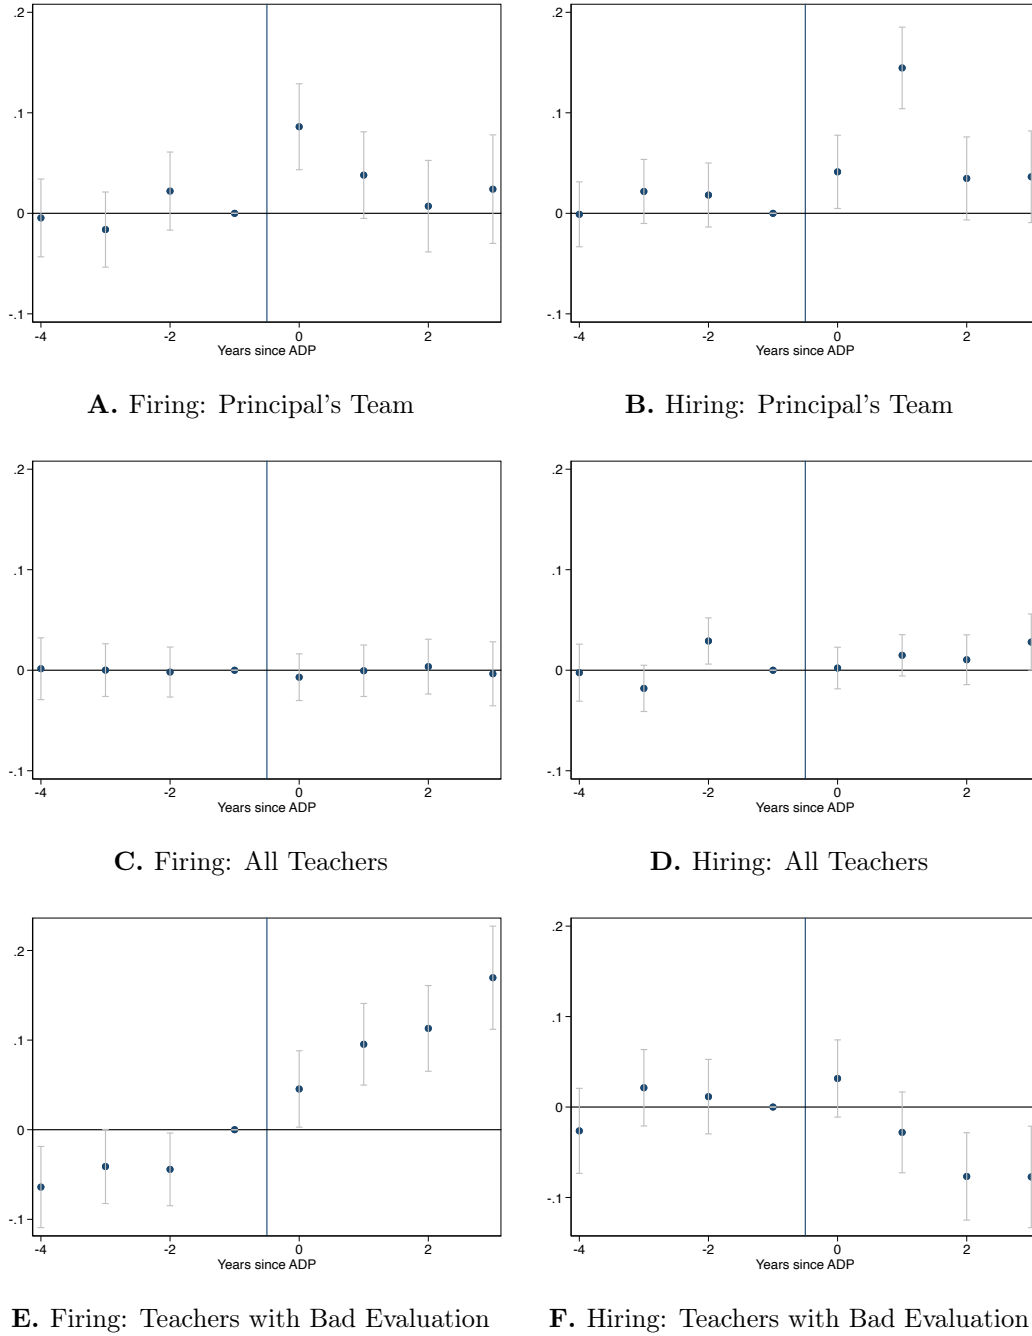 .2
.1
0
-.1
-4 -2 0 2
Years since ADP
A. Firing: Principal's Team
.2
.1
0
-.1
-4 -2 0 2
Years since ADP
B. Hiring: Principal's Team
.2
.1
0
-.1
-4 -2 0 2
Years since ADP
C. Firing: All Teachers
.2
.1
0
-.1
-4 -2 0 2
Years since ADP
D. Hiring: All Teachers
.2
.1
0
-.1
-4 -2 0 2
Years since ADP
E. Firing: Teachers with Bad Evaluation
.2
.1
0
-.1
-4 -2 0 2
Years since ADP
F. Hiring: Teachers with Bad Evaluation